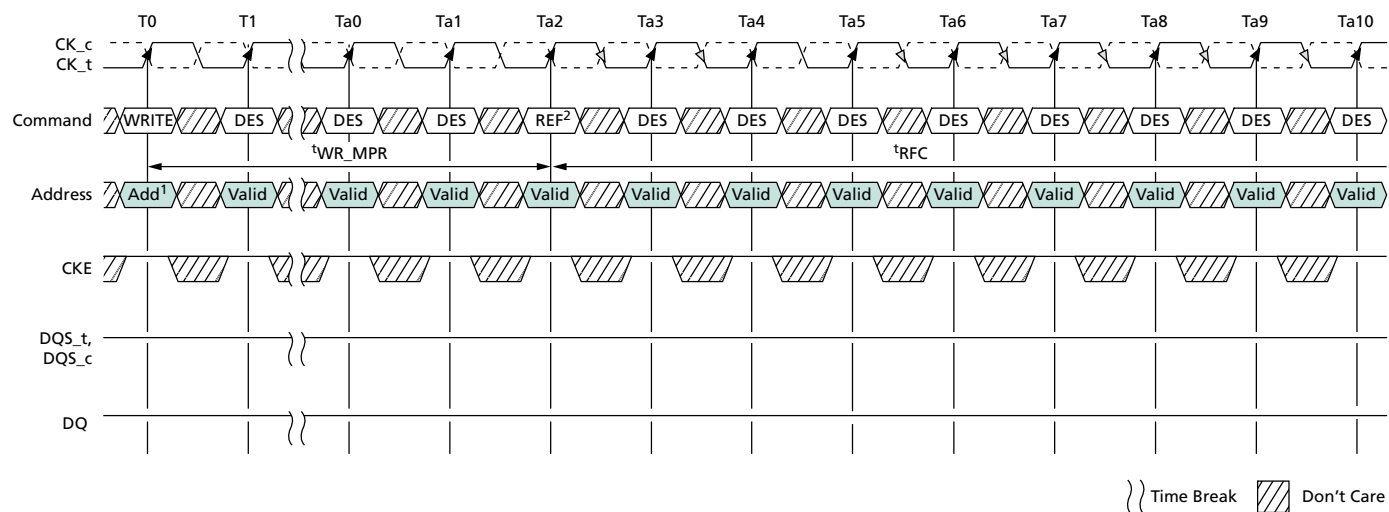 T0 T1 Ta0 Ta1 Ta2 Ta3 Ta4 Ta5 Ta6 Ta7 Ta8 Ta9 Ta10
CK_c
CK_t
Command WRITE DES DES DES REF2 DES DES DES DES DES DES DES DES
tWR_MPR tRFC
Address Add1 Valid Valid Valid Valid Valid Valid Valid Valid Valid Valid Valid Valid
CKE
DQS_t,
DQS_c
DQ
Time Break Don't Care